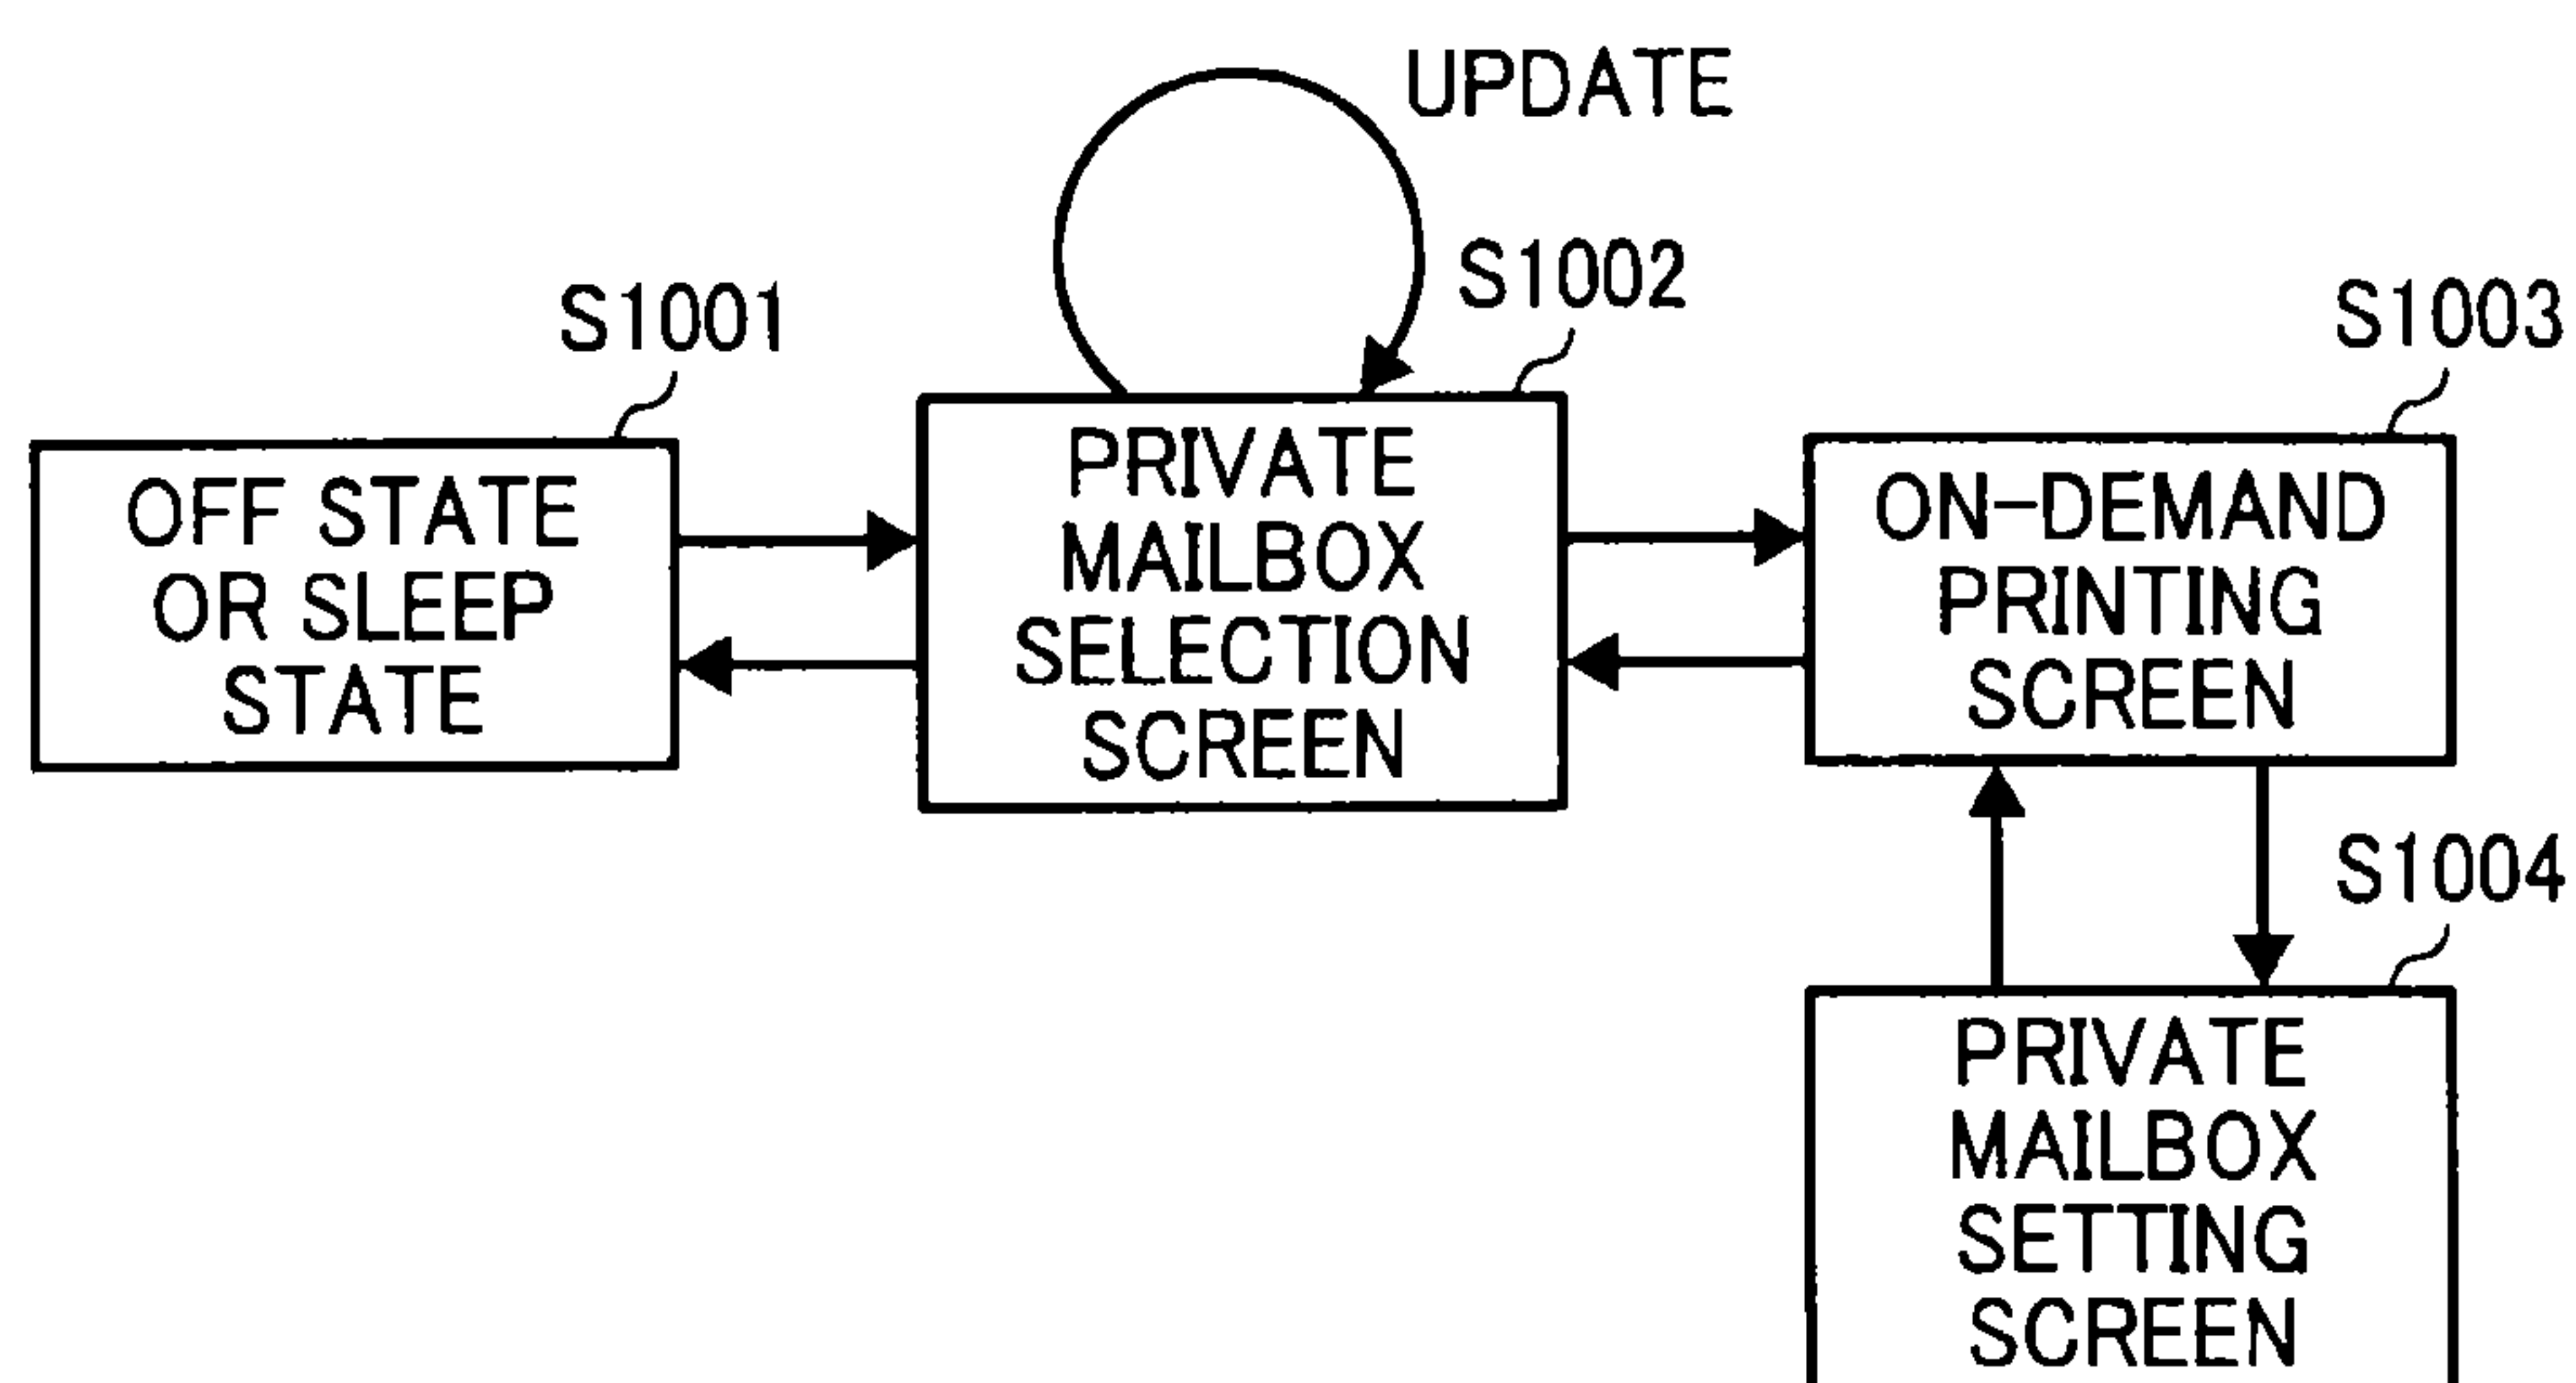 UPDATE
S1001
OFF STATE
OR SLEEP
STATE
S1002
PRIVATE
MAILBOX
SELECTION
SCREEN
S1003
ON-DEMAND
PRINTING
SCREEN
S1004
PRIVATE
MAILBOX
SETTING
SCREEN